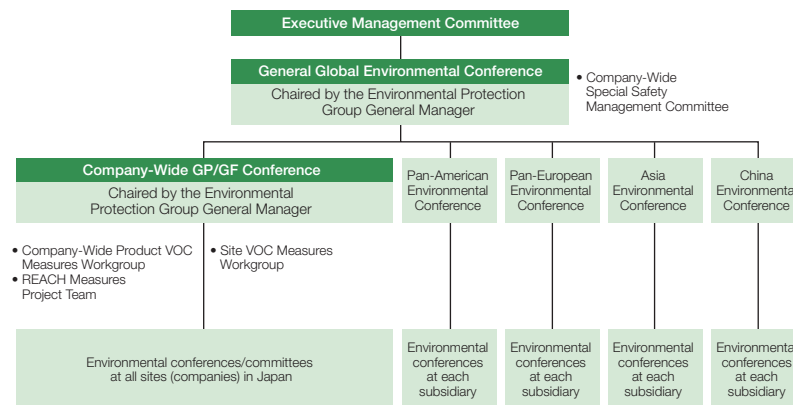 Executive Management Committee
General Global Environmental Conference
Chaired by the Environmental Protection
Group General Manager
• Company-Wide
Special Safety
Management Committee
Company-Wide GP/GF Conference
Chaired by the Environmental
Protection Group General Manager
Pan-American
Environmental
Conference
Pan-European
Environmental
Conference
Asia
Environmental
Conference
China
Environmental
Conference
• Company-Wide Product VOC
Measures Workgroup
• REACH Measures
Project Team
• Site VOC Measures
Workgroup
Environmental conferences/committees
at all sites (companies) in Japan
Environmental
conferences
at each
subsidiary
Environmental
conferences
at each
subsidiary
Environmental
conferences
at each
subsidiary
Environmental
conferences
at each
subsidiary